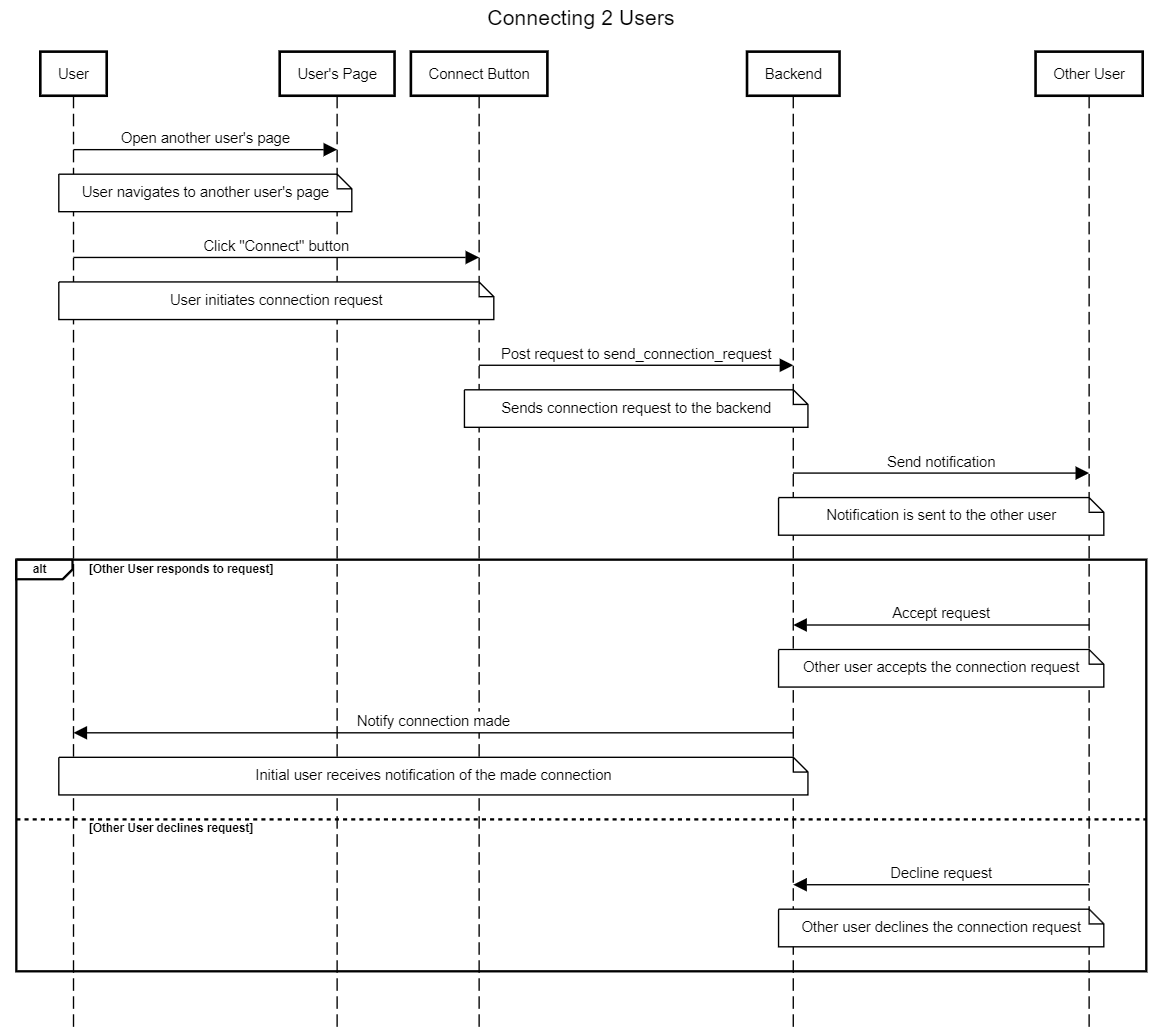 Connecting 2 Users
User
User's Page
Connect Button
Backend
Other User
Open another user's page
User navigates to another user's page
Click "Connect" button
User initiates connection request
Post request to send_connection_request
Sends connection request to the backend
Send notification
Notification is sent to the other user
alt
[Other User responds to request]
Accept request
Other user accepts the connection request
Notify connection made
Initial user receives notification of the made connection
[Other User declines request]
Decline request
Other user declines the connection request